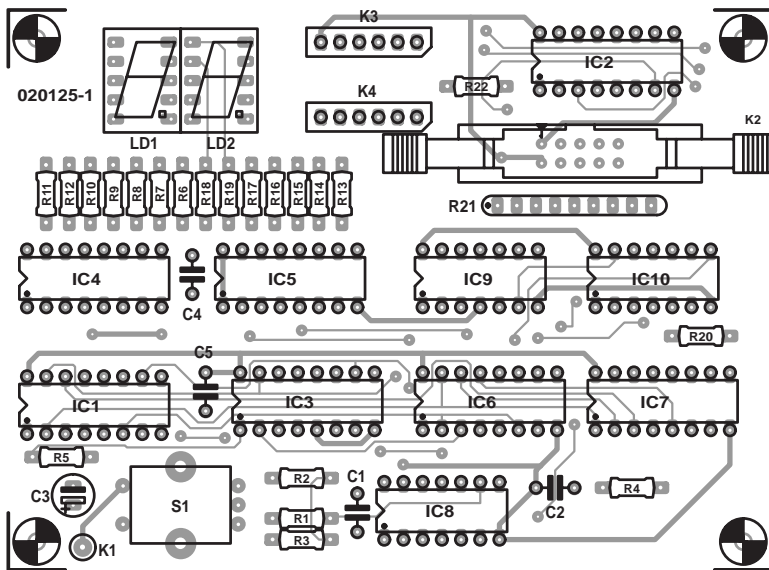 K3
IC2
020125-1
R22
K4
K2
LD1
LD2
R11
R12
R10
R9
R8
R7
R6
R18
R19
R17
R16
R15
R14
R13
R21
IC4
IC5
IC9
IC10
C4
R20
C5
IC1
IC3
IC6
IC7
R5
R2
C1
R4
C3
S1
R1
IC8
C2
R3
K1